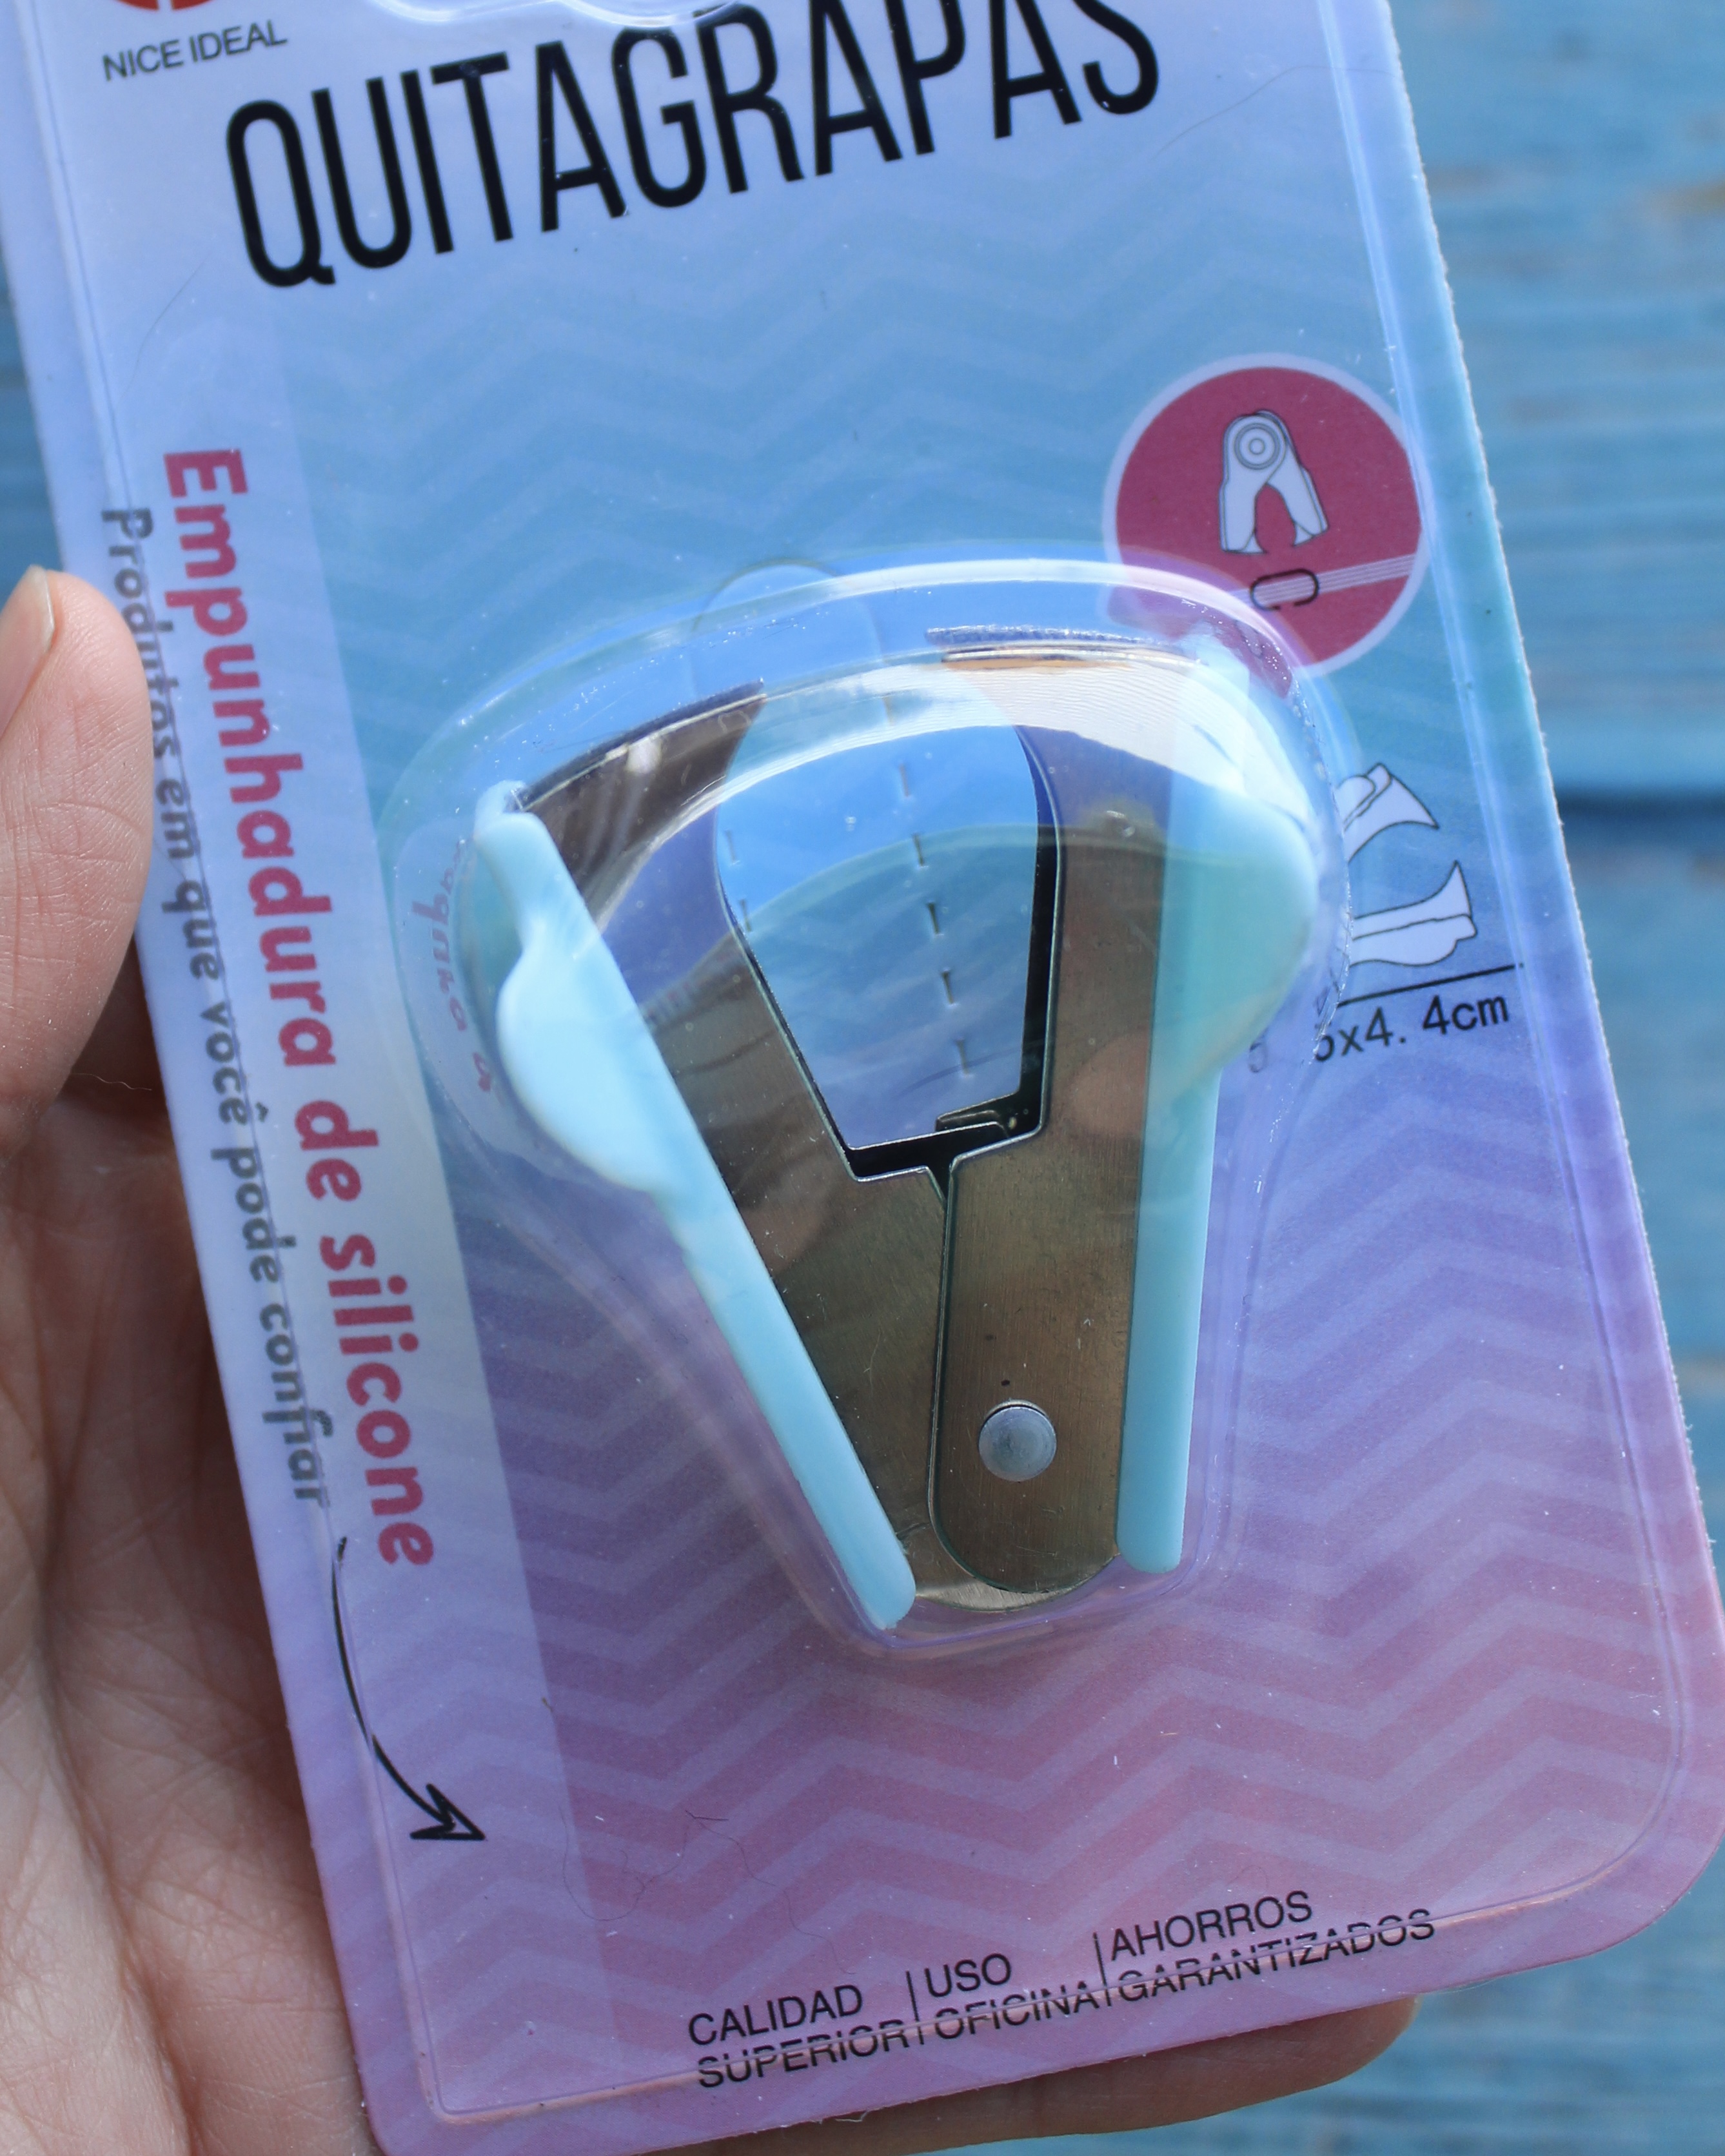 NICE IDEAL
QUITAGRAPAS
Empunhadura de silicone
Produtos em que você pode confiar
5x4.4cm
CALIDAD SUPERIOR
USO OFICINA
AHORROS GARANTIZADOS